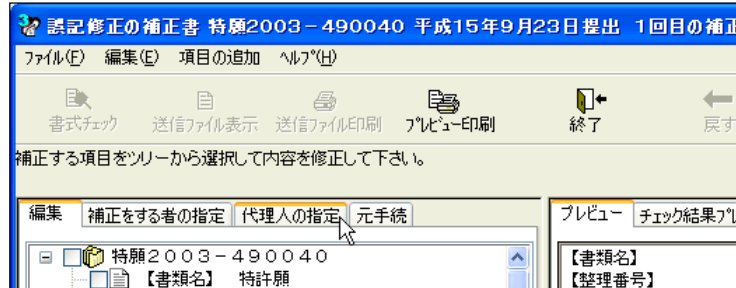 誤記修正の補正書 特願2003－490040 平成15年9月23日提出 1回目の補正
ファイル(F) 編集(E) 項目の追加 ヘルプ(H)
書式チェック 送信ファイル表示 送信ファイル印刷 プレビュー印刷 終了 戻す
補正する項目をツリーから選択して内容を修正して下さい。
編集 補正をする者の指定 代理人の指定 元手続 プレビュー チェック結果プレ
特願２００３－４９００４０ 【書類名】
【書類名】 特許願 【整理番号】